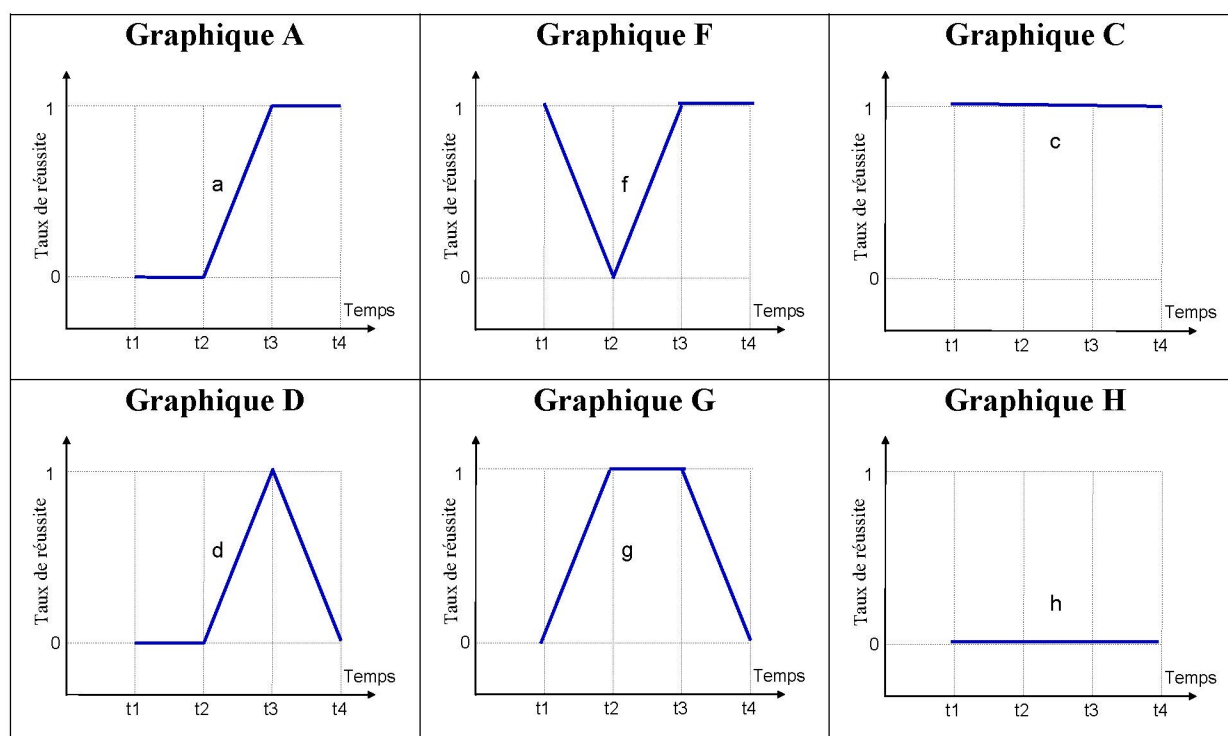 Graphique A
Taux de réussite
1
a
0
Temps
t1 t2 t3 t4
Graphique F
Taux de réussite
1
f
0
Temps
t1 t2 t3 t4
Graphique C
Taux de réussite
1
c
0
Temps
t1 t2 t3 t4
Graphique D
Taux de réussite
1
d
0
Temps
t1 t2 t3 t4
Graphique G
Taux de réussite
1
g
0
Temps
t1 t2 t3 t4
Graphique H
Taux de réussite
1
h
0
Temps
t1 t2 t3 t4